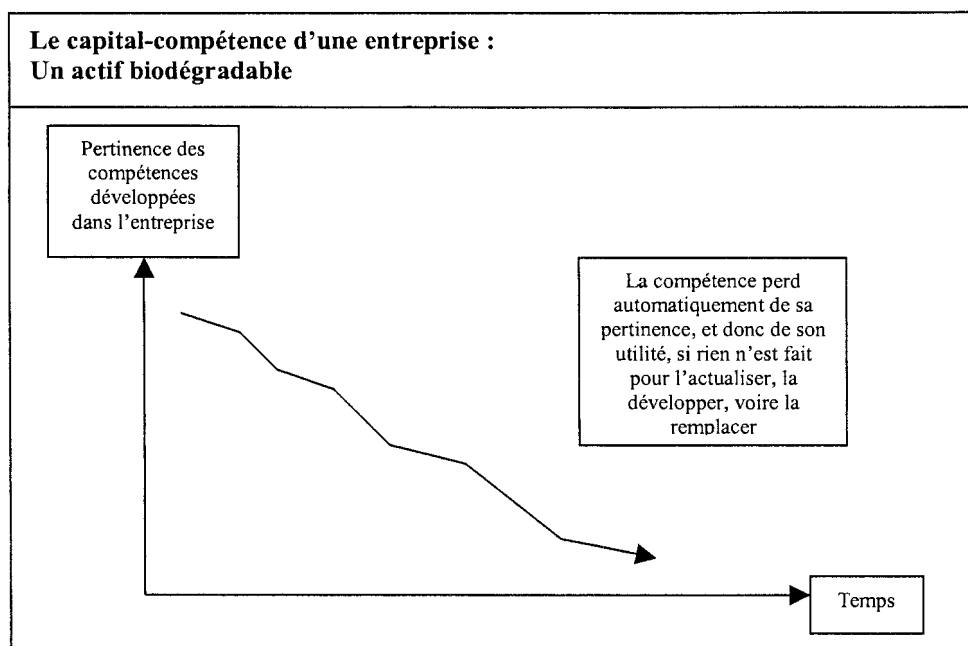 Le capital-compétence d'une entreprise :
Un actif biodégradable
Pertinence des
compétences
développées
dans l'entreprise
La compétence perd
automatiquement de sa
pertinence, et donc de son
utilité, si rien n'est fait
pour l'actualiser, la
développer, voire la
remplacer
Temps